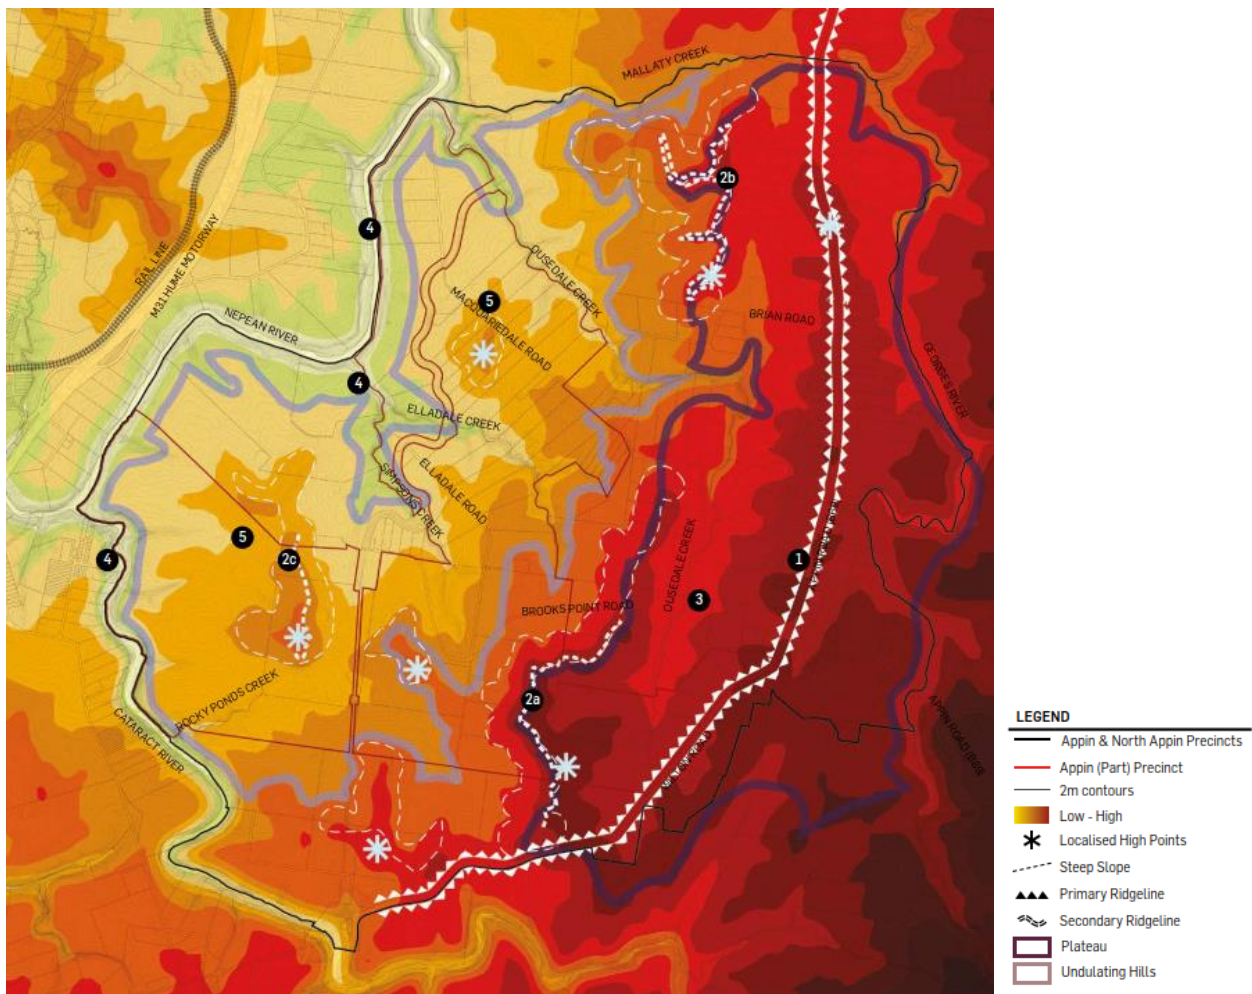 MALLATY CREEK
2b
RAIL LINE
M31 HUME MOTORWAY
4
OUSEDALE CREEK
NEPEAN RIVER
5
MACQUARIEDALE ROAD
BRIAN ROAD
GEORGES RIVER
4
ELLADALE CREEK
ELLADALE ROAD
SIMPSONS CREEK
5
2c
4
1
OUSEDALE CREEK
3
BROOKS POINT ROAD
2a
ROCKY PONDS CREEK
CATARACT RIVER
APPIN ROAD (B69)
LEGEND
Appin & North Appin Precincts
Appin (Part) Precinct
2m contours
Low - High
Localised High Points
Steep Slope
Primary Ridgeline
Secondary Ridgeline
Plateau
Undulating Hills